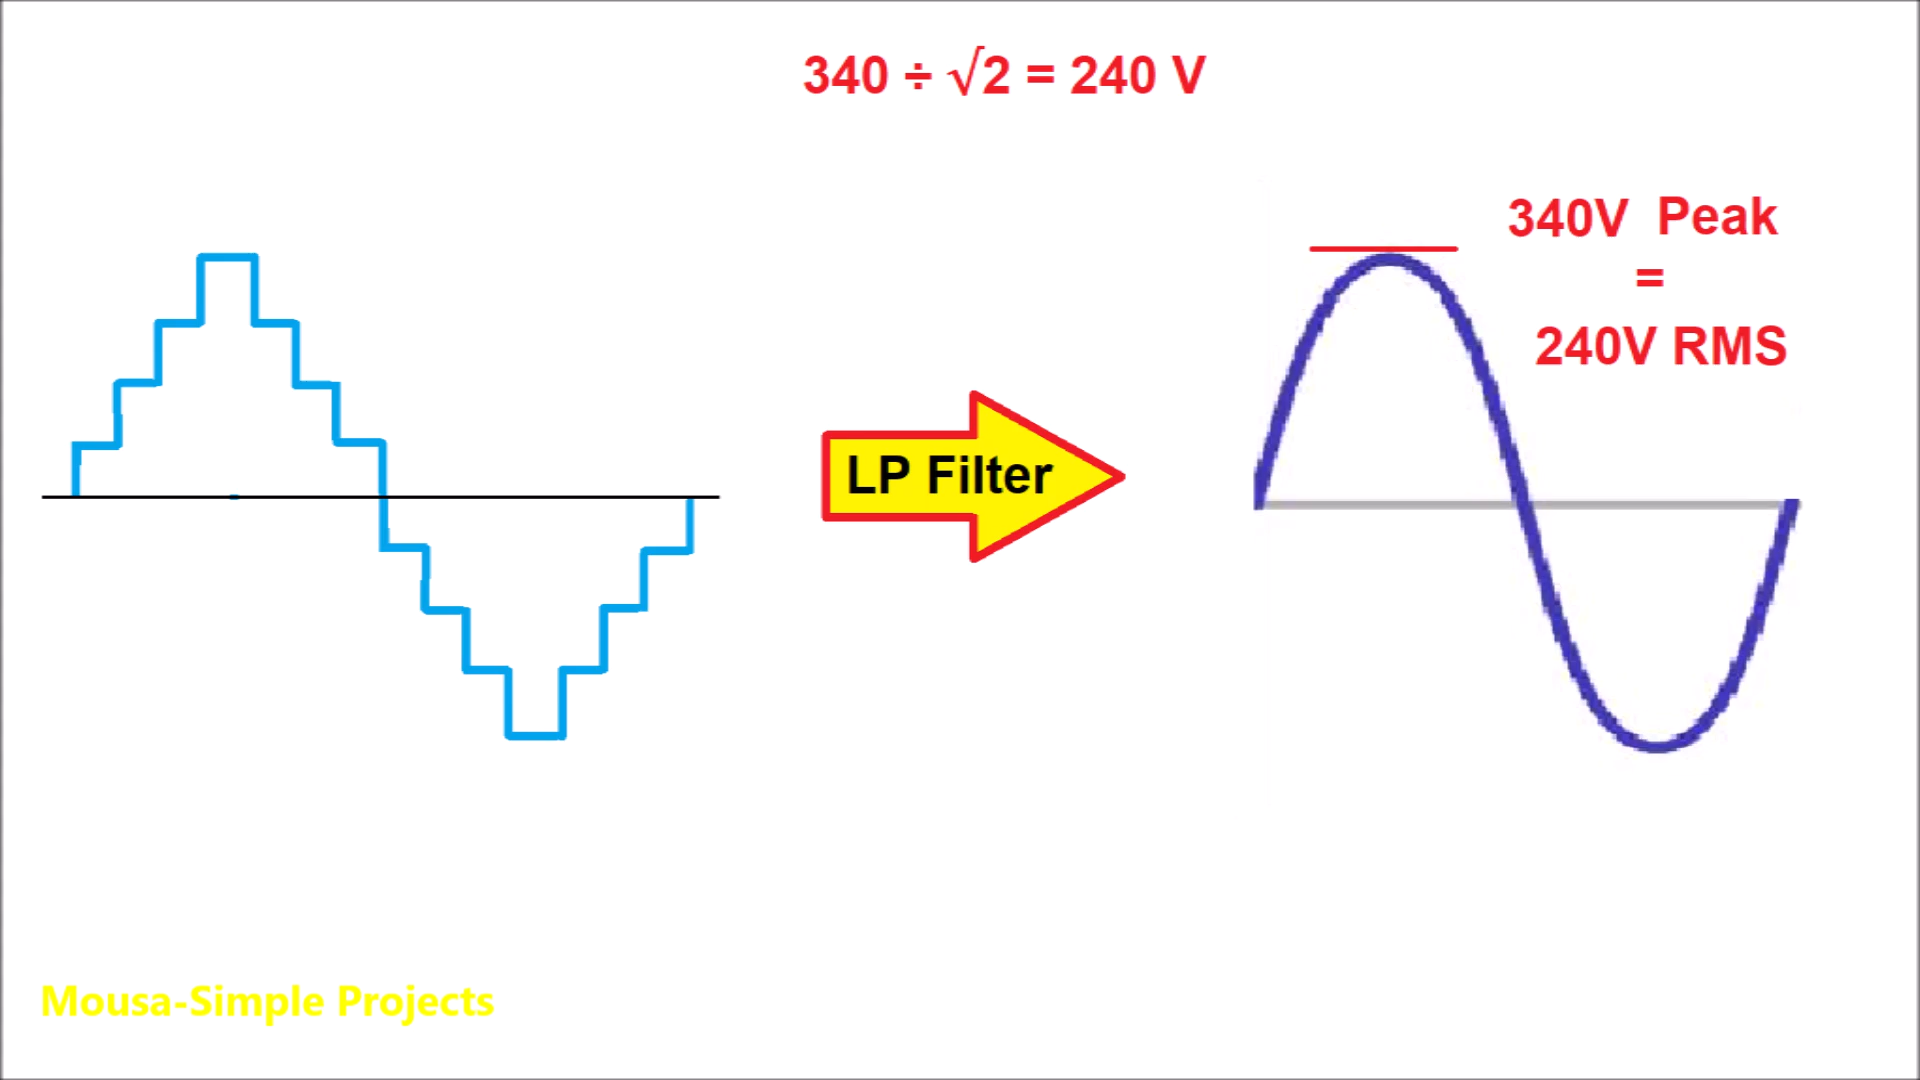 340 ÷ √2 = 240 V
340V Peak
=
240V RMS
LP Filter
Mousa-Simple Projects